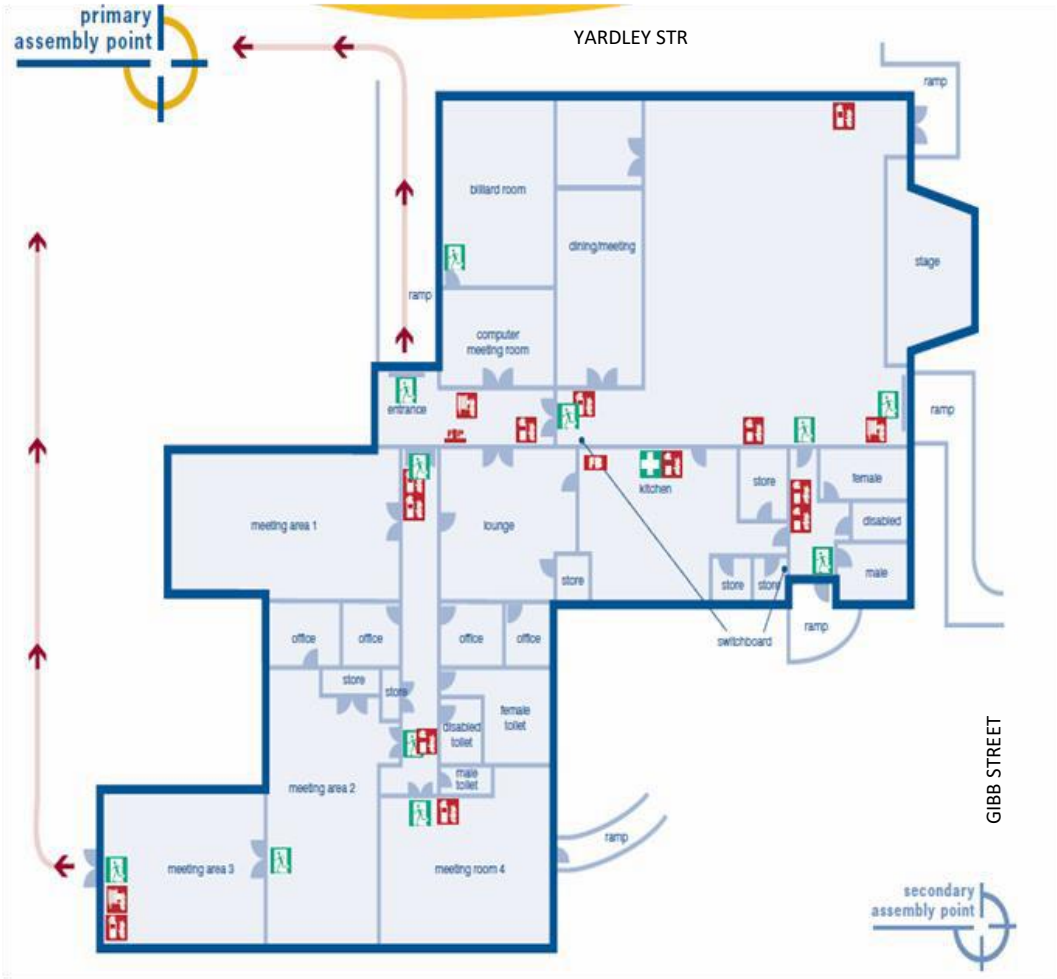 primary
assembly point
YARDLEY STR
ramp
billiard room
dining/meeting
stage
ramp
computer
meeting room
entrance
ramp
FB
kitchen
store
female
meeting area 1
lounge
disabled
store
store
store
male
office
office
office
office
switchboard
ramp
store
store
female
toilet
disabled
toilet
male
toilet
meeting area 2
GIBB STREET
ramp
meeting area 3
meeting room 4
secondary
assembly point